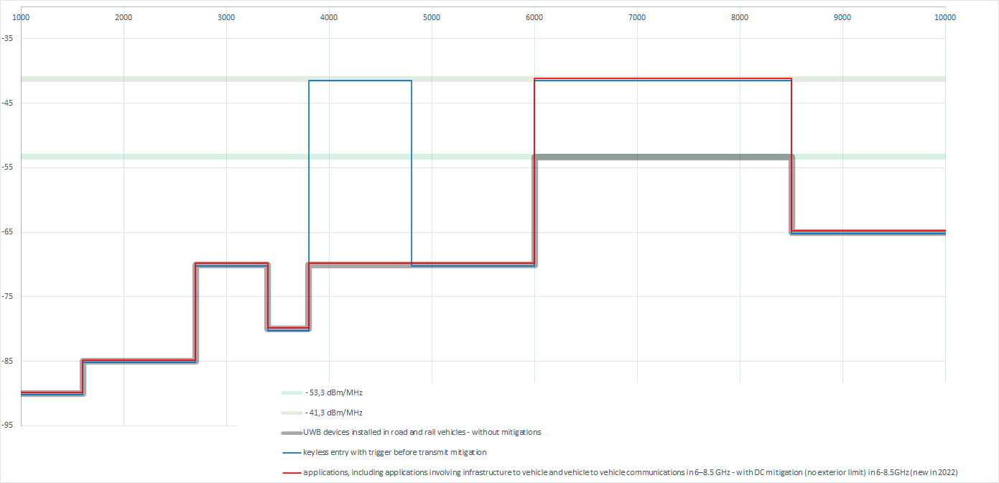 1000 2000 3000 4000 5000 6000 7000 8000 9000 10000
-35
-45
-55
-65
-75
-85
-95
- 53,3 dBm/MHz
- 41,3 dBm/MHz
UWB devices installed in road and rail vehicles - without mitigations
keyless entry with trigger before transmit mitigation
applications, including applications involving infrastructure to vehicle and vehicle to vehicle communications in 6–8.5 GHz - with DC mitigation (no exterior limit) in 6-8.5GHz (new in 2022)